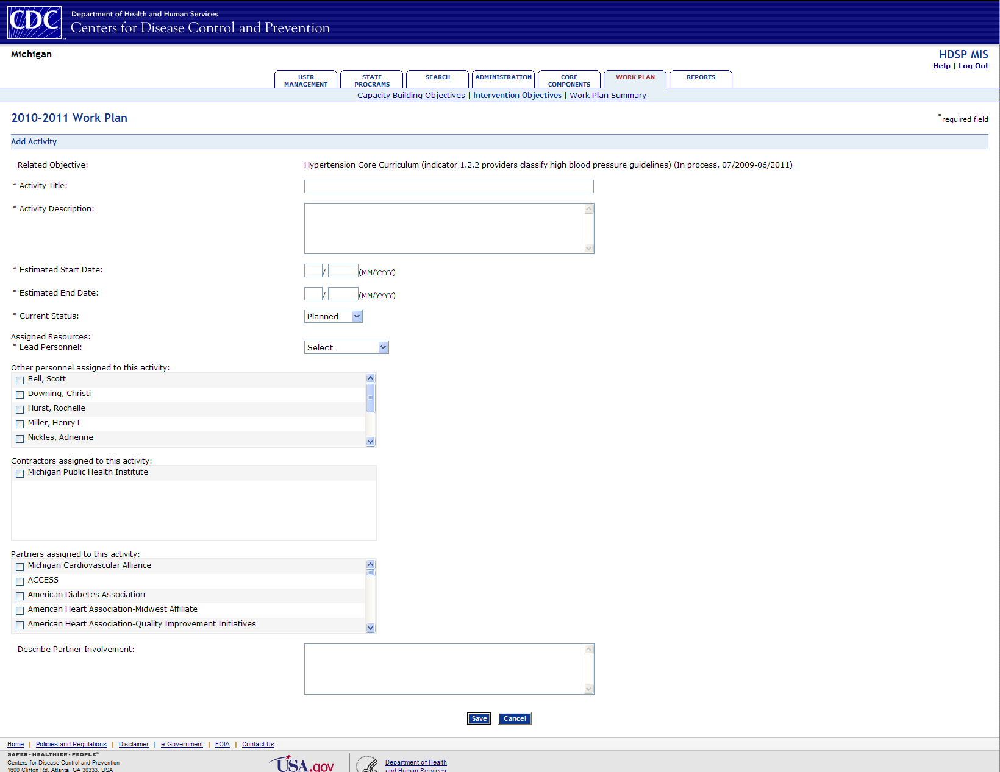 CDC
Department of Health and Human Services
Centers for Disease Control and Prevention
™
Michigan
HDSP MIS
Help | Log Out
USER MANAGEMENT
STATE PROGRAMS
SEARCH
ADMINISTRATION
CORE COMPONENTS
WORK PLAN
REPORTS
Capacity Building Objectives | Intervention Objectives | Work Plan Summary
2010-2011 Work Plan
*required field
Add Activity
Related Objective: Hypertension Core Curriculum (indicator 1.2.2 providers classify high blood pressure guidelines) (In process, 07/2009-06/2011)
* Activity Title:
* Activity Description:
* Estimated Start Date: / (MM/YYYY)
* Estimated End Date: / (MM/YYYY)
* Current Status: Planned
Assigned Resources:
* Lead Personnel: Select
Other personnel assigned to this activity:
Bell, Scott
Downing, Christi
Hurst, Rochelle
Miller, Henry L
Nickles, Adrienne
Contractors assigned to this activity:
Michigan Public Health Institute
Partners assigned to this activity:
Michigan Cardiovascular Alliance
ACCESS
American Diabetes Association
American Heart Association-Midwest Affiliate
American Heart Association-Quality Improvement Initiatives
Describe Partner Involvement:
Save Cancel
Home | Policies and Regulations | Disclaimer | e-Government | FOIA | Contact Us
SAFER·HEALTHIER·PEOPLE™
Centers for Disease Control and Prevention
1600 Clifton Rd, Atlanta, GA 30333, USA
USA.gov
Department of Health
and Human Services